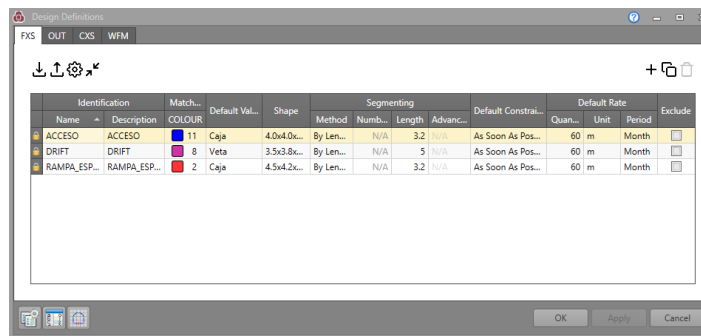 Design Definitions
FXS OUT CXS WFM
Identification Match... Default Val... Shape Segmenting Default Constrai... Default Rate Exclude
Name Description COLOUR Method Numb... Length Advanc... Quan... Unit Period
ACCESO ACCESO 11 Caja 4.0x4.0x... By Len... N/A 3.2 N/A As Soon As Pos... 60 m Month
DRIFT DRIFT 8 Veta 3.5x3.8x... By Len... N/A 5 N/A As Soon As Pos... 60 m Month
RAMPA_ESP... RAMPA_ESP... 2 Caja 4.5x4.2x... By Len... N/A 3.2 N/A As Soon As Pos... 60 m Month
OK Apply Cancel